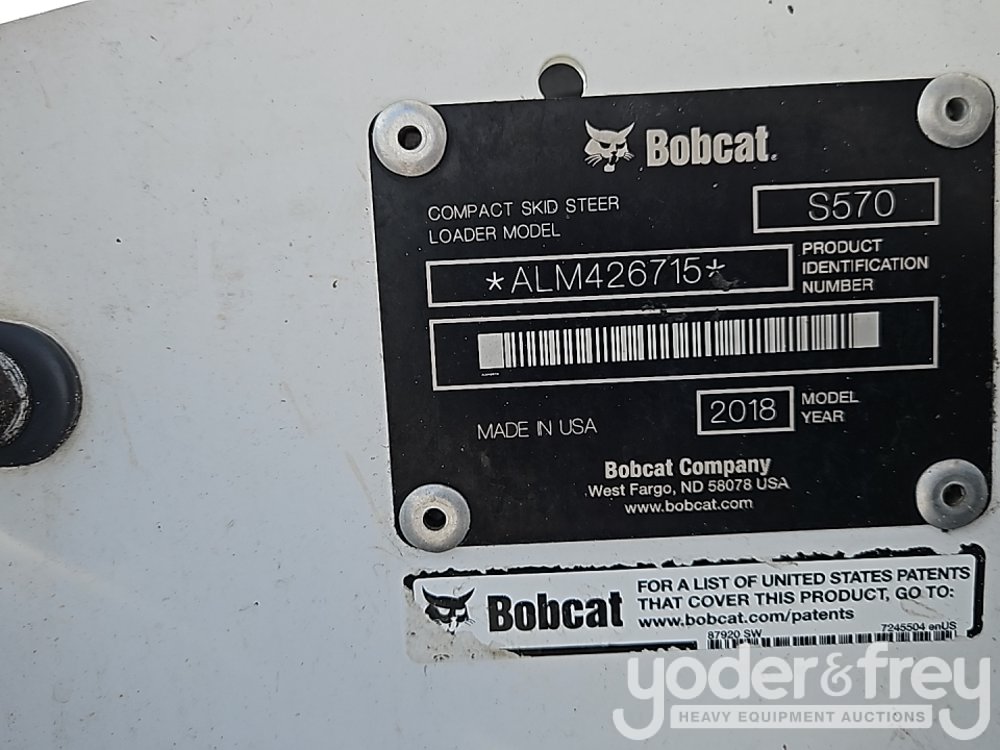 Bobcat
COMPACT SKID STEER
LOADER MODEL
S570
*ALM426715*
PRODUCT
IDENTIFICATION
NUMBER
MADE IN USA
2018
MODEL
YEAR
Bobcat Company
West Fargo, ND 58078 USA
www.bobcat.com
Bobcat
FOR A LIST OF UNITED STATES PATENTS
THAT COVER THIS PRODUCT, GO TO:
www.bobcat.com/patents
87920 SW
7245504 enUS
yoder&frey
HEAVY EQUIPMENT AUCTIONS